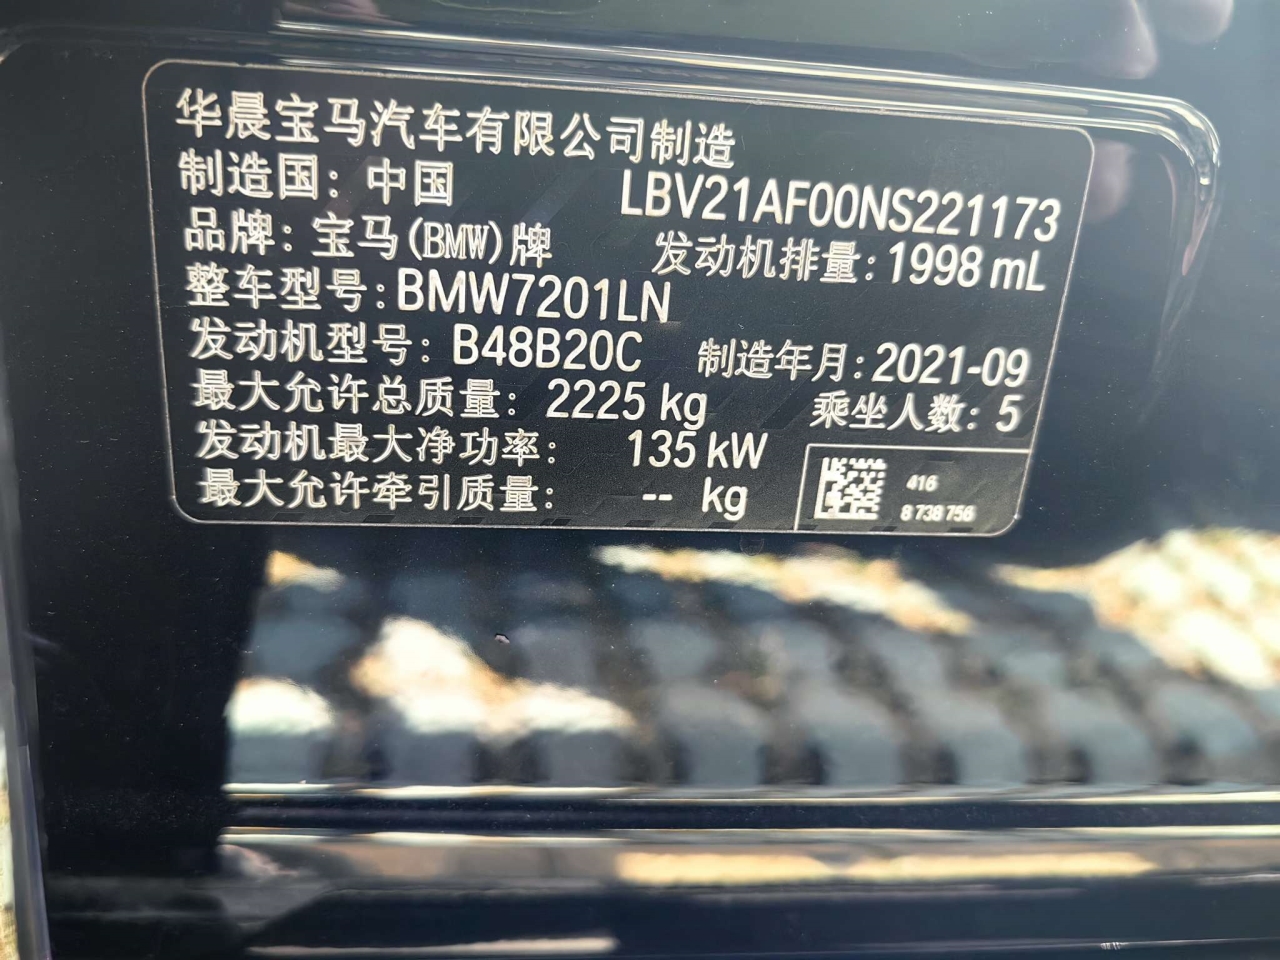 华晨宝马汽车有限公司制造
制造国：中国 LBV21AF00NS221173
品牌：宝马(BMW)牌 发动机排量：1998 mL
整车型号：BMW7201LN
发动机型号：B48B20C 制造年月：2021-09
最大允许总质量：2225 kg 乘坐人数：5
发动机最大净功率：135 kW
最大允许牵引质量：-- kg
416
8 738 756